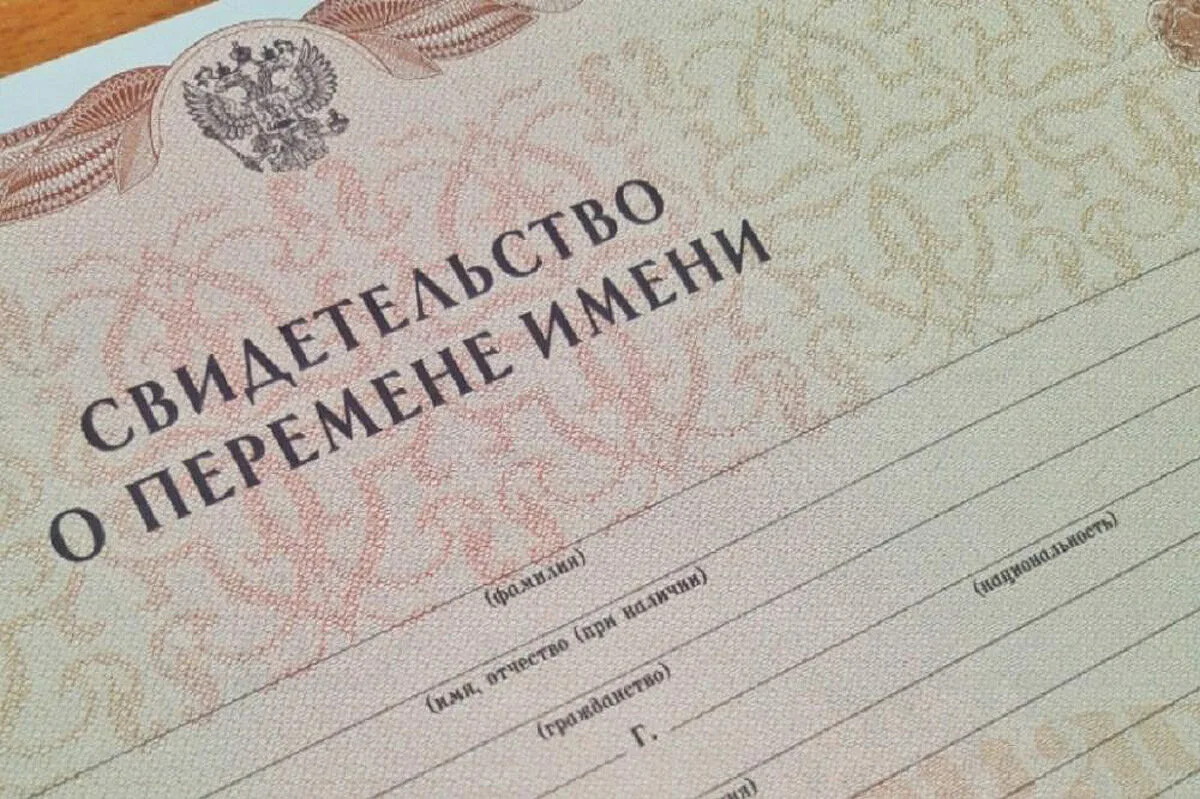 СВИДЕТЕЛЬСТВО
О ПЕРЕМЕНЕ ИМЕНИ
(фамилия)
(имя, отчество (при наличии)
(гражданство)
(национальность)
Г.